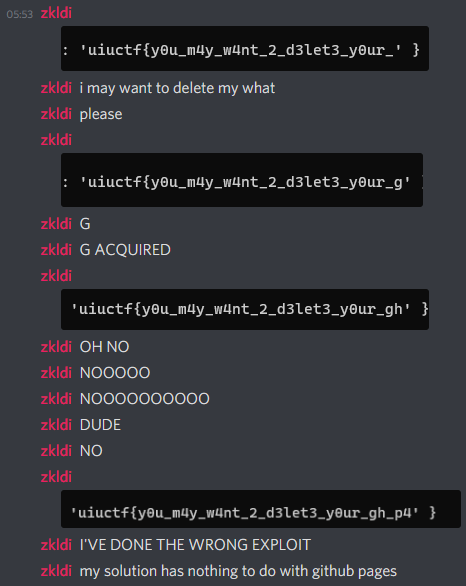 05:53 zkldi
: 'uiuctf{y0u_m4y_w4nt_2_d3let3_y0ur_' }
zkldi i may want to delete my what
zkldi please
zkldi
: 'uiuctf{y0u_m4y_w4nt_2_d3let3_y0ur_g' }
zkldi G
zkldi G ACQUIRED
zkldi
'uiuctf{y0u_m4y_w4nt_2_d3let3_y0ur_gh' }
zkldi OH NO
zkldi NOOOOO
zkldi NOOOOOOOOOO
zkldi DUDE
zkldi NO
zkldi
'uiuctf{y0u_m4y_w4nt_2_d3let3_y0ur_gh_p4' }
zkldi I'VE DONE THE WRONG EXPLOIT
zkldi my solution has nothing to do with github pages